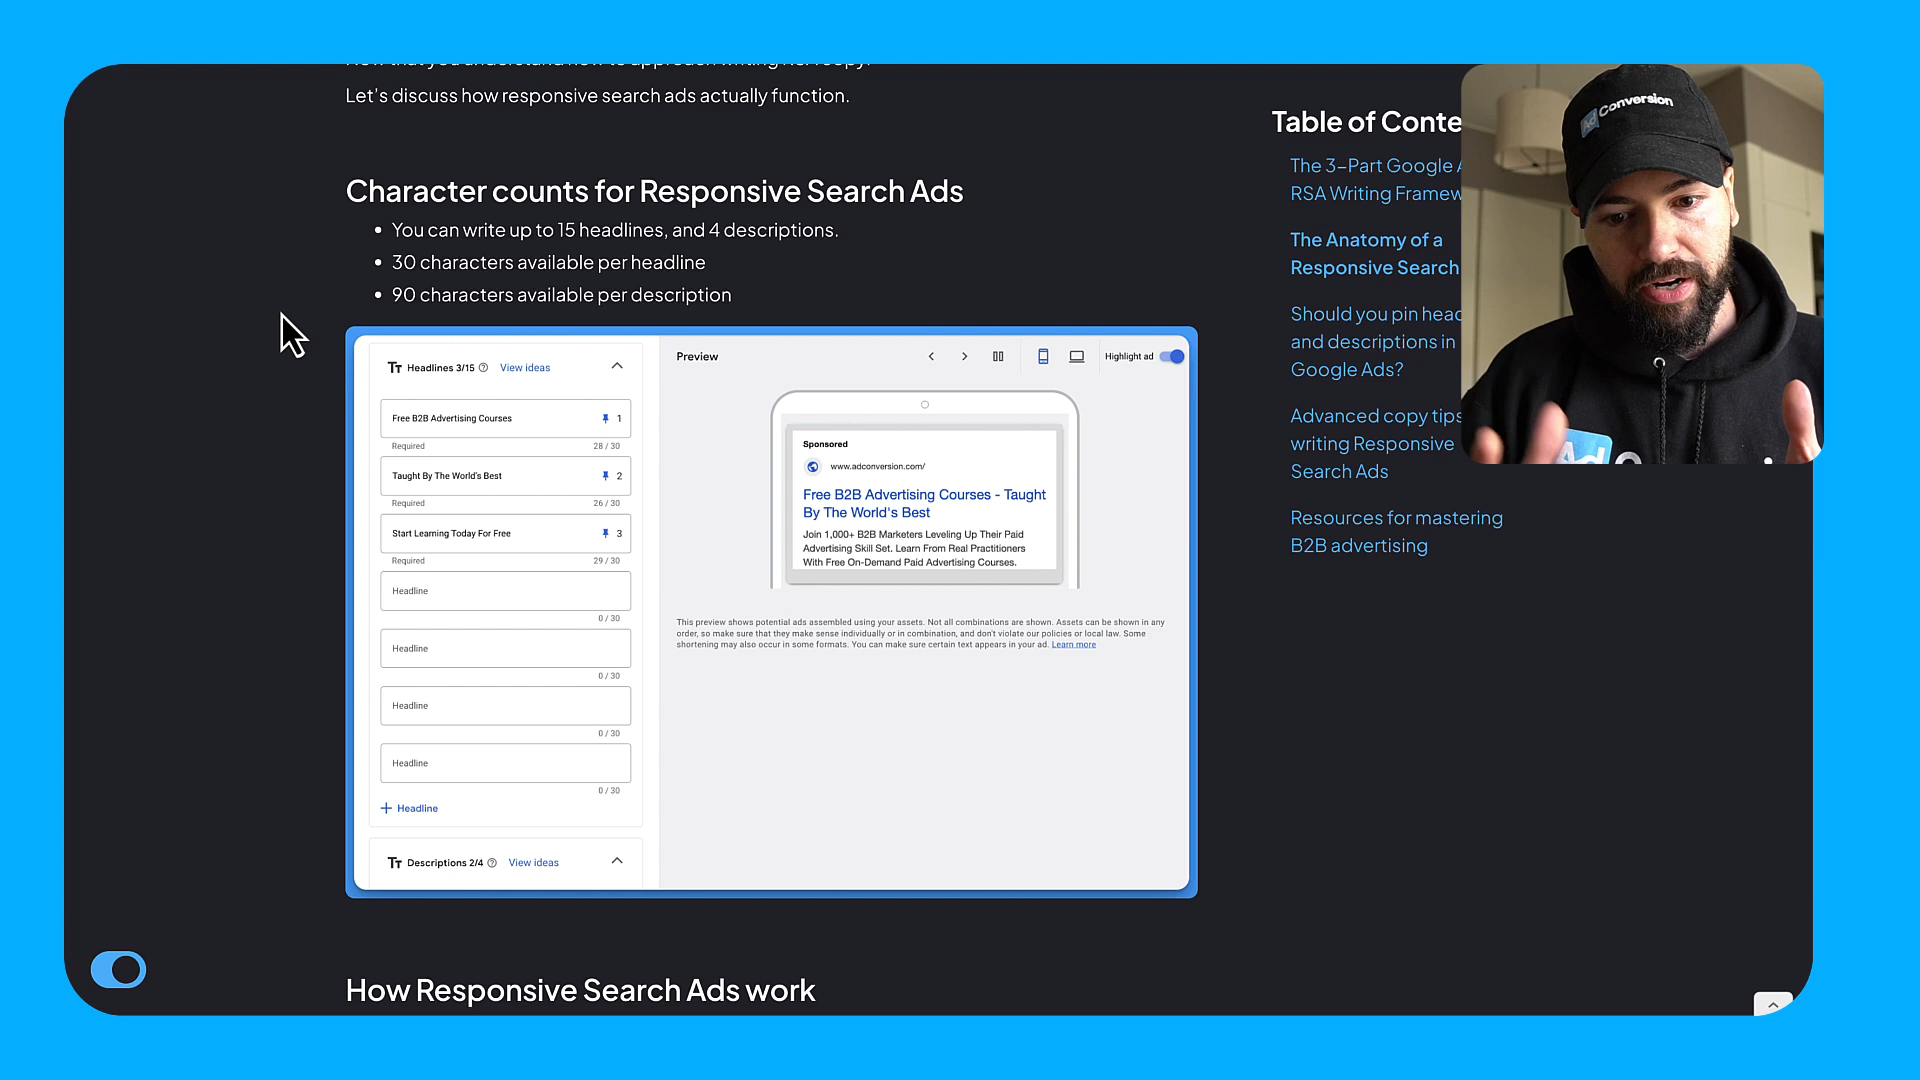 Let's discuss how responsive search ads actually function.
Character counts for Responsive Search Ads
• You can write up to 15 headlines, and 4 descriptions.
• 30 characters available per headline
• 90 characters available per description
TT Headlines 3/15 View ideas
Free B2B Advertising Courses 1
Required 28 / 30
Taught By The World's Best 2
Required 26 / 30
Start Learning Today For Free 3
Required 29 / 30
Headline
0 / 30
Headline
0 / 30
Headline
0 / 30
Headline
0 / 30
+ Headline
TT Descriptions 2/4 View ideas
Preview
Highlight ad
Sponsored
www.adconversion.com/
Free B2B Advertising Courses - Taught
By The World's Best
Join 1,000+ B2B Marketers Leveling Up Their Paid
Advertising Skill Set. Learn From Real Practitioners
With Free On-Demand Paid Advertising Courses.
This preview shows potential ads assembled using your assets. Not all combinations are shown. Assets can be shown in any
order, so make sure that they make sense individually or in combination, and don't violate our policies or local law. Some
shortening may also occur in some formats. You can make sure certain text appears in your ad. Learn more
How Responsive Search Ads work
Table of Conte
The 3-Part Google
RSA Writing Framew
The Anatomy of a
Responsive Search
Should you pin head
and descriptions in
Google Ads?
Advanced copy tips
writing Responsive
Search Ads
Resources for mastering
B2B advertising
Ad Conversion
Ad